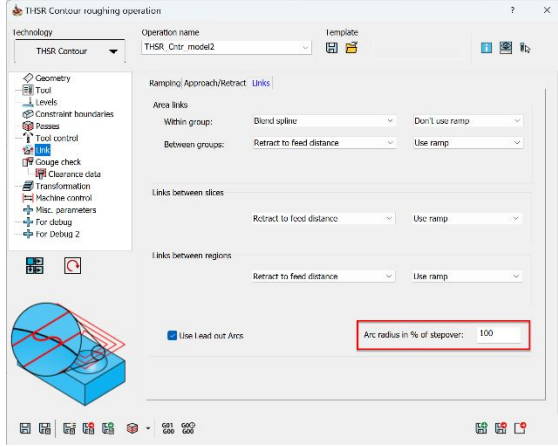 THSR Contour roughing operation
? ×
Technology
Operation name
Template
THSR Contour
THSR_Cntr_model2
Geometry
Tool
Levels
Constraint boundaries
Passes
Tool control
Link
Gouge check
Clearance data
Transformation
Machine control
Misc. parameters
For debug
For Debug 2
Ramping Approach/Retract Links
Area links
Within group: Blend spline Don't use ramp
Between groups: Retract to feed distance Use ramp
Links between slices
Retract to feed distance Use ramp
Links between regions
Retract to feed distance Use ramp
Use Lead out Arcs
Arc radius in % of stepover: 100
G01 G00
G00